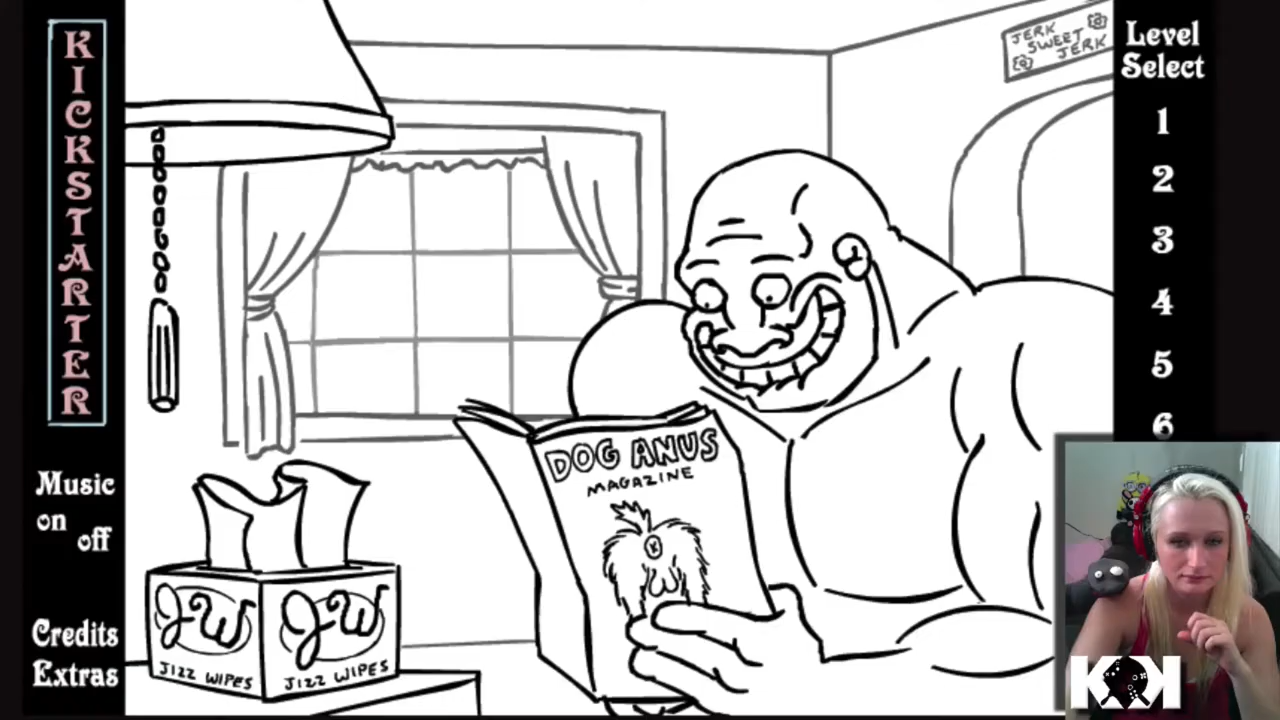 KICKSTARTER
Music
on
off
Credits
Extras
JW
JIZZ WIPES
JW
JIZZ WIPES
DOG ANUS
MAGAZINE
JERK
SWEET
JERK
Level
Select
1
2
3
4
5
6